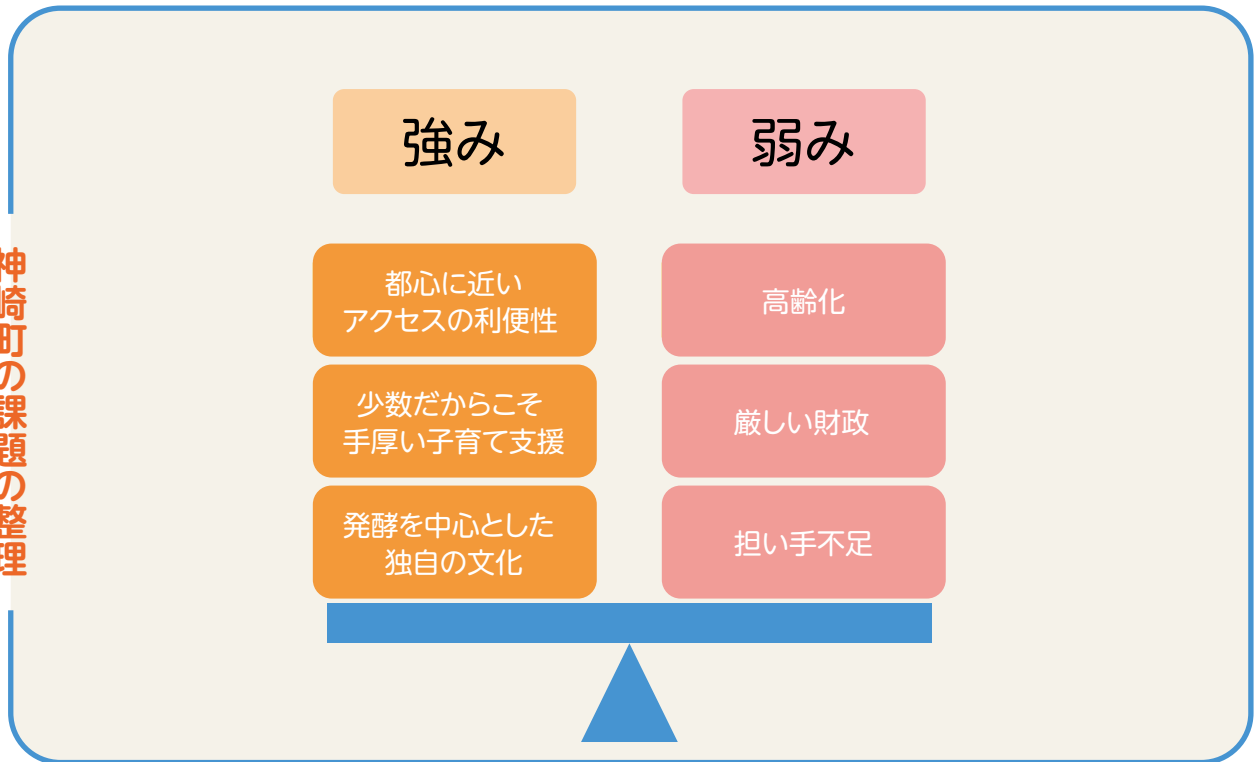 神崎町の課題の整理
強み
弱み
都心に近い
アクセスの利便性
少数だからこそ
手厚い子育て支援
発酵を中心とした
独自の文化
高齢化
厳しい財政
担い手不足